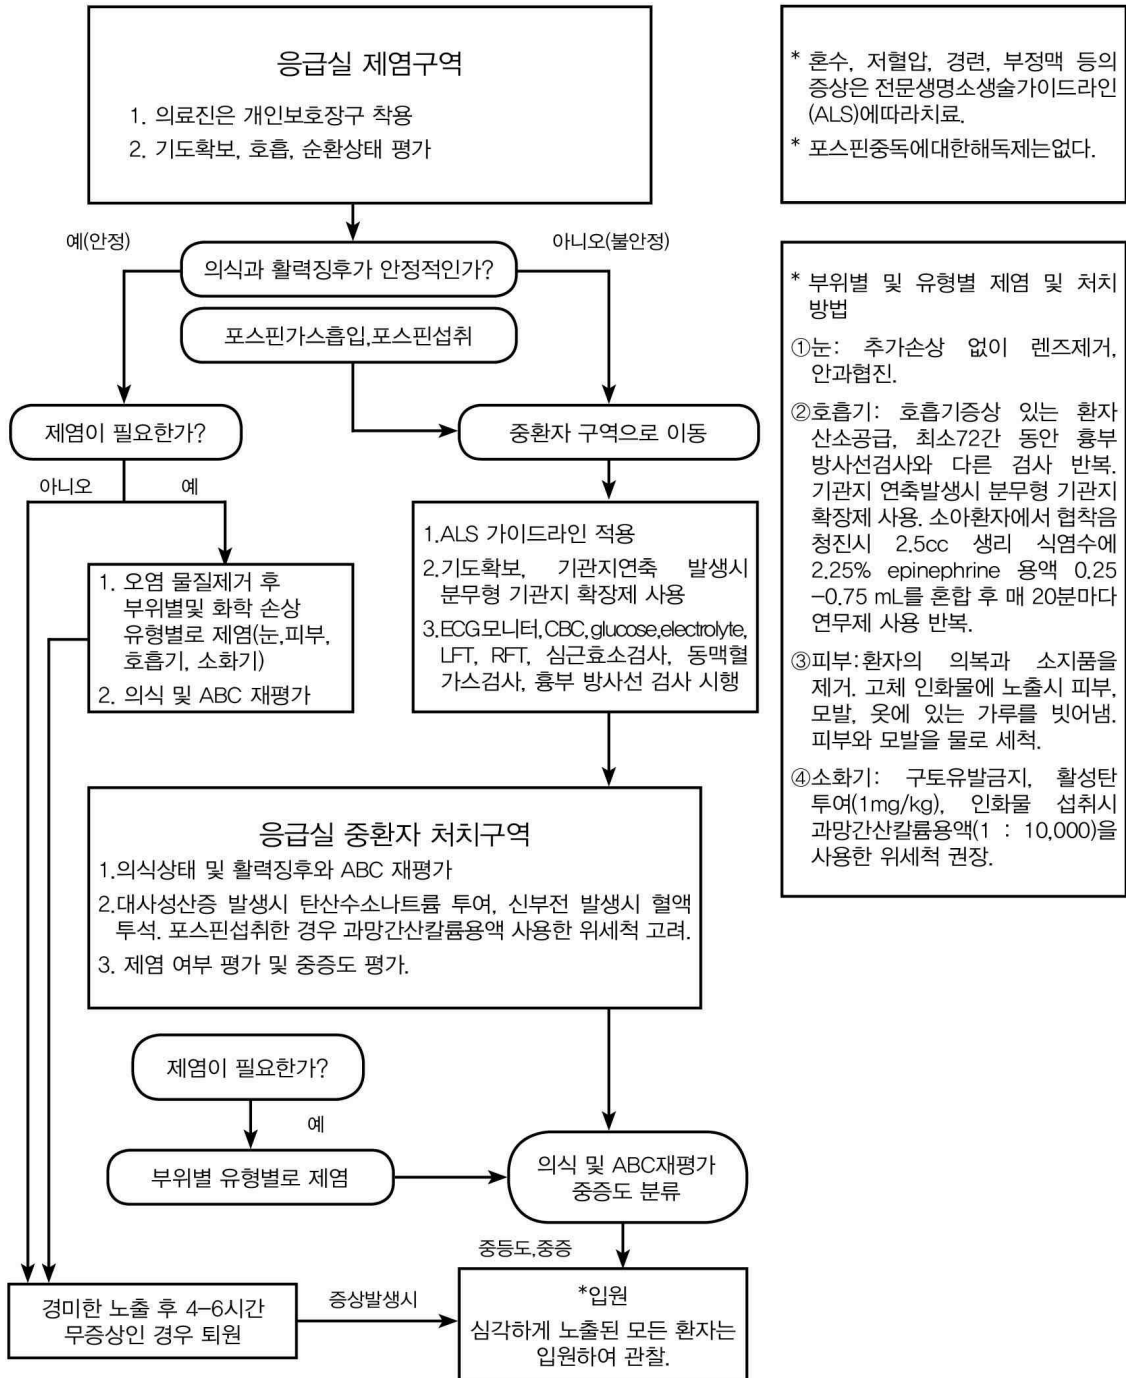 응급실 제염구역
1. 의료진은 개인보호장구 착용
2. 기도확보, 호흡, 순환상태 평가
* 혼수, 저혈압, 경련, 부정맥 등의
증상은 전문생명소생술가이드라인
(ALS)에따라치료.
* 포스핀중독에대한해독제는없다.
예(안정)
아니오(불안정)
의식과 활력징후가 안정적인가?
포스핀가스흡입,포스핀섭취
제염이 필요한가?
중환자 구역으로 이동
아니오
예
1. 오염 물질제거 후
부위별및 화학 손상
유형별로 제염(눈,피부,
호흡기, 소화기)
2. 의식 및 ABC 재평가
1.ALS 가이드라인 적용
2.기도확보, 기관지연축 발생시
분무형 기관지 확장제 사용
3.ECG모니터,CBC,glucose,electrolyte,
LFT, RFT, 심근효소검사, 동맥혈
가스검사, 흉부 방사선 검사 시행
* 부위별 및 유형별 제염 및 처치
방법
①눈: 추가손상 없이 렌즈제거,
안과협진.
②호흡기: 호흡기증상 있는 환자
산소공급, 최소72간 동안 흉부
방사선검사와 다른 검사 반복.
기관지 연축발생시 분무형 기관지
확장제 사용. 소아환자에서 협착음
청진시 2.5cc 생리 식염수에
2.25% epinephrine 용액 0.25
-0.75 mL를 혼합 후 매 20분마다
연무제 사용 반복.
③피부:환자의 의복과 소지품을
제거. 고체 인화물에 노출시 피부,
모발, 옷에 있는 가루를 빗어냄.
피부와 모발을 물로 세척.
④소화기: 구토유발금지, 활성탄
투여(1mg/kg), 인화물 섭취시
과망간산칼륨용액(1 : 10,000)을
사용한 위세척 권장.
응급실 중환자 처치구역
1.의식상태 및 활력징후와 ABC 재평가
2.대사성산증 발생시 탄산수소나트륨 투여, 신부전 발생시 혈액
투석. 포스핀섭취한 경우 과망간산칼륨용액 사용한 위세척 고려.
3. 제염 여부 평가 및 중증도 평가.
제염이 필요한가?
예
부위별 유형별로 제염
의식 및 ABC재평가
중증도 분류
중등도,중증
경미한 노출 후 4-6시간
무증상인 경우 퇴원
증상발생시
*입원
심각하게 노출된 모든 환자는
입원하여 관찰.